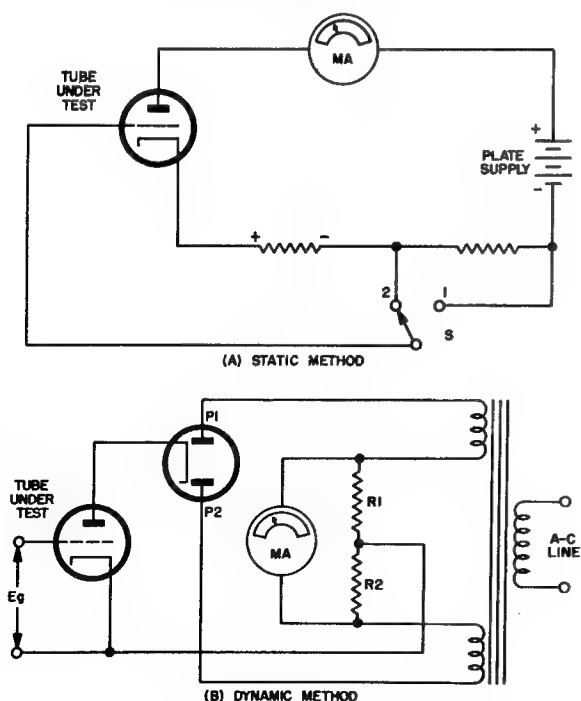 MA
TUBE
UNDER
TEST
+
PLATE
SUPPLY
-
+ -
2 1
S
(A) STATIC METHOD
P1
TUBE
UNDER
TEST
P2
R1
MA
R2
A-C
LINE
Eg
(B) DYNAMIC METHOD